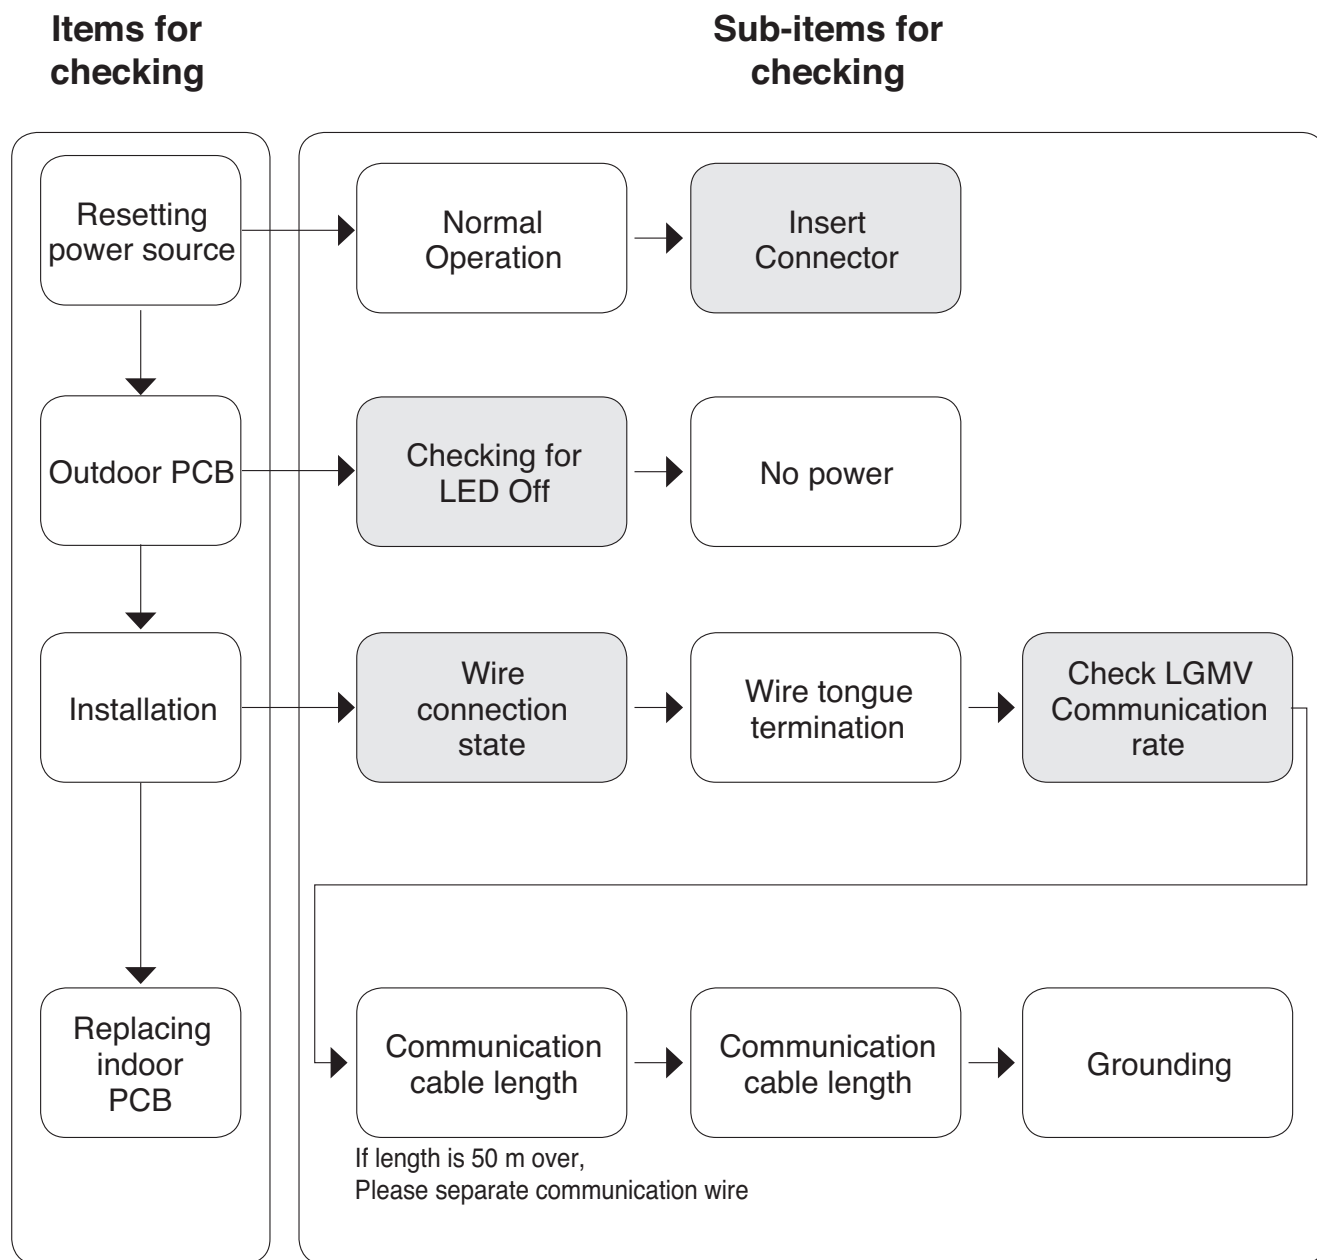 Items for
checking
Sub-items for
checking
Resetting
power source
Normal
Operation
Insert
Connector
Outdoor PCB
Checking for
LED Off
No power
Installation
Wire
connection
state
Wire tongue
termination
Check LGMV
Communication
rate
Replacing
indoor
PCB
Communication
cable length
Communication
cable length
Grounding
If length is 50 m over,
Please separate communication wire